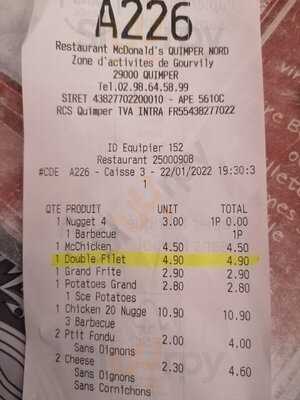 A226
Restaurant McDonald's QUIMPER NORD
Zone d'activites de Gourvily
29000 QUIMPER
Tel.02.98.64.58.99
SIRET 43827702200010 - APE 5610C
RCS Quimper TVA INTRA FR55438277022
ID Equipier 152
Restaurant 25000908
#CDE A226 - Caisse 3 - 22/01/2022 19:30:3
1
QTE PRODUIT UNIT TOTAL
1 Nugget 4 3.00 1P 0.00
1 Barbecue 1P
1 McChicken 4.50 4.50
1 Double Filet 4.90 4.90
1 Grand Frite 2.90 2.90
1 Potatoes Grand 2.80 2.80
1 Sce Potatoes
1 Chicken 20 Nugge 10.90 10.90
3 Barbecue
2 Ptit Fondu 2.00 4.00
Sans Oignons
2 Cheese 2.30 4.60
Sans Oignons
Sans Cornichons